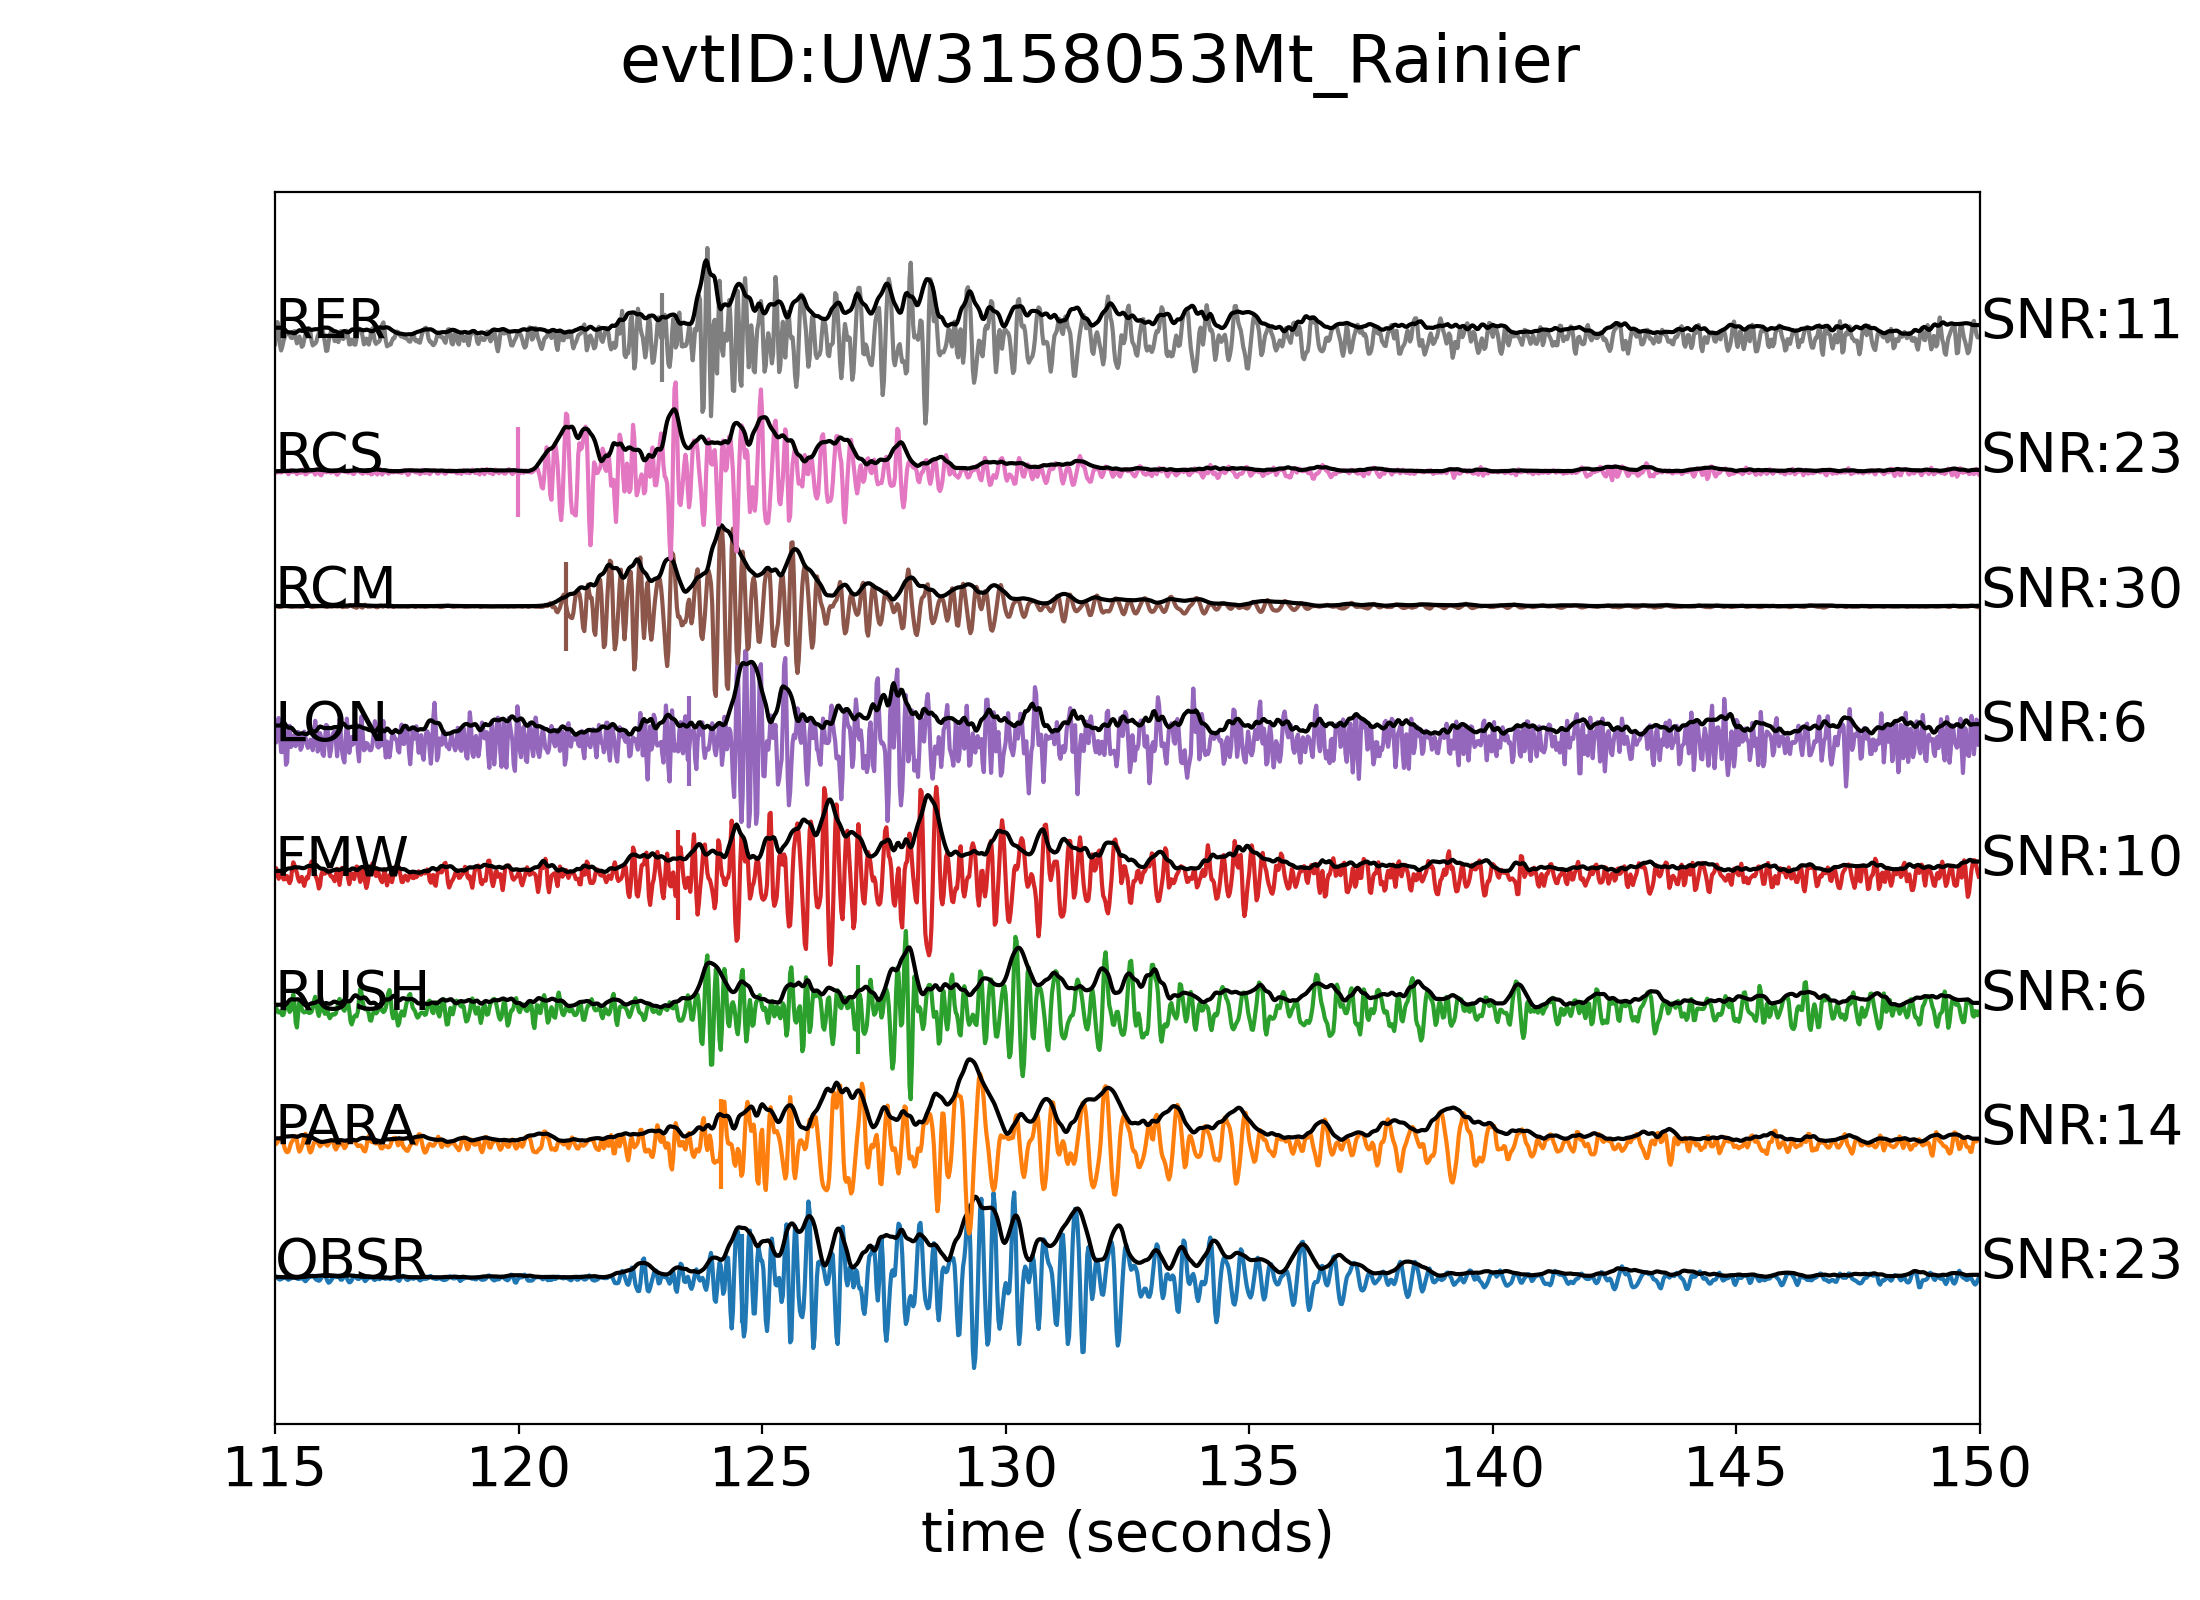 evtID:UW3158053Mt_Rainier
RER SNR:11
RCS SNR:23
RCM SNR:30
LON SNR:6
FMW SNR:10
RUSH SNR:6
PARA SNR:14
OBSR SNR:23
115 120 125 130 135 140 145 150
time (seconds)